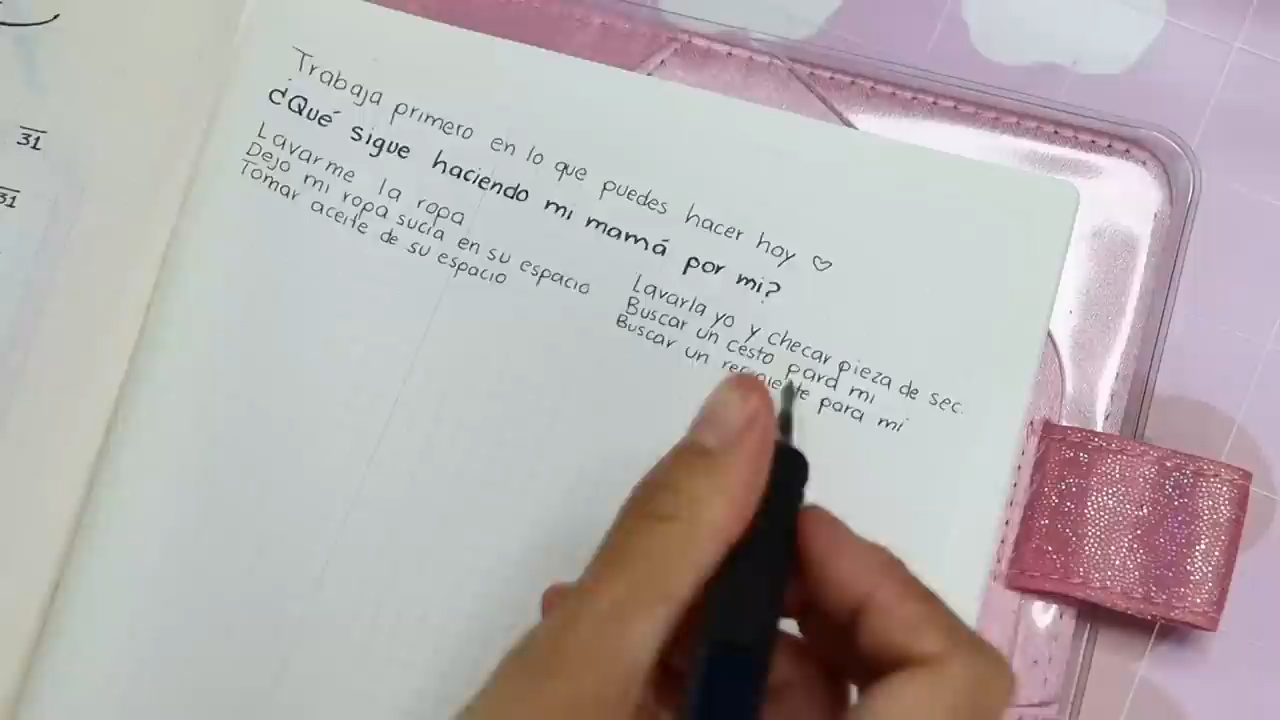 31
31
Trabaja primero en lo que puedes hacer hoy ♡
¿Qué sigue haciendo mi mamá por mi?
Lavarme la ropa
Dejo mi ropa sucia en su espacio
Tomar aceite de su espacio
Lavarla yo y checar pieza de sec.
Buscar un cesto para mi
Buscar un recipiente para mi